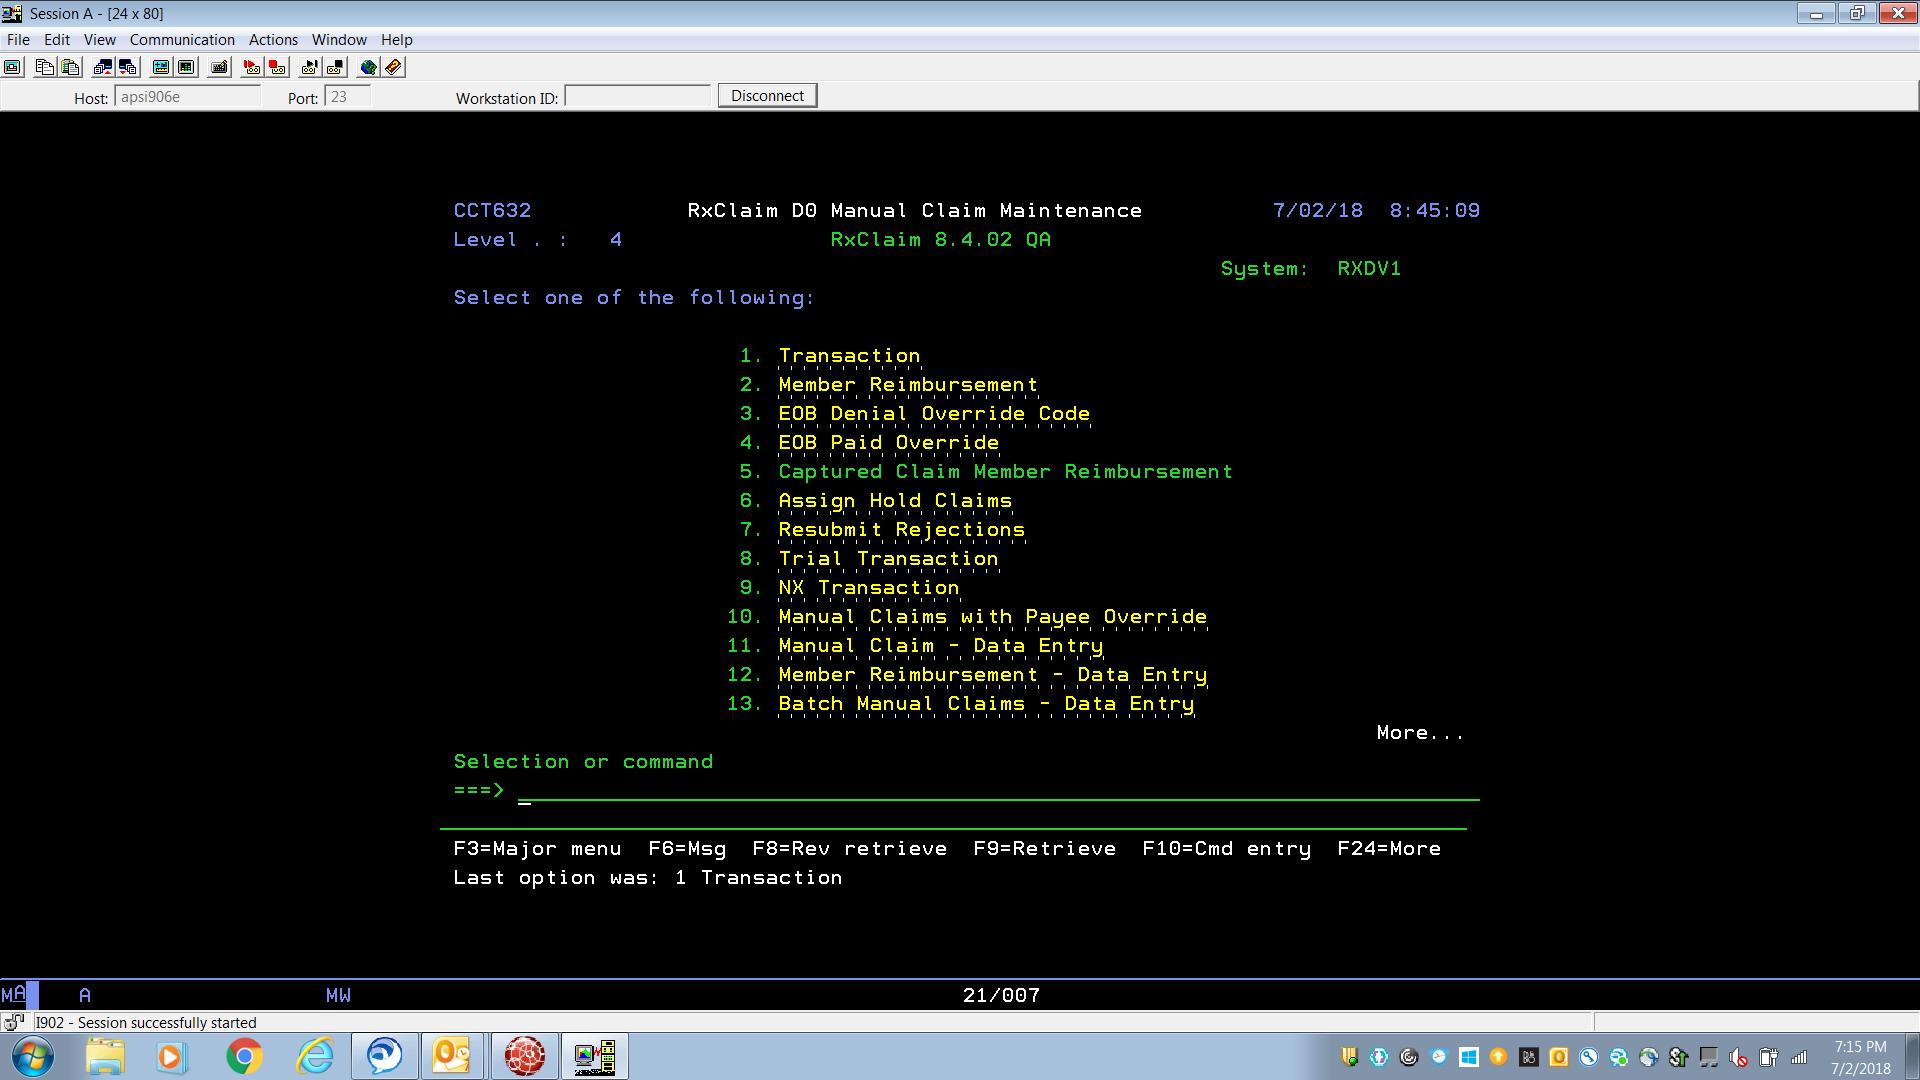 Session A - [24 x 80]
File Edit View Communication Actions Window Help
Host: apsi906e Port: 23 Workstation ID: Disconnect
CCT632 RxClaim D0 Manual Claim Maintenance 7/02/18 8:45:09
Level . : 4 RxClaim 8.4.02 QA
System: RXDV1
Select one of the following:
1. Transaction
2. Member Reimbursement
3. EOB Denial Override Code
4. EOB Paid Override
5. Captured Claim Member Reimbursement
6. Assign Hold Claims
7. Resubmit Rejections
8. Trial Transaction
9. NX Transaction
10. Manual Claims with Payee Override
11. Manual Claim - Data Entry
12. Member Reimbursement - Data Entry
13. Batch Manual Claims - Data Entry
More...
Selection or command
===>
F3=Major menu F6=Msg F8=Rev retrieve F9=Retrieve F10=Cmd entry F24=More
Last option was: 1 Transaction
MA A MW 21/007
I902 - Session successfully started
7:15 PM
7/2/2018